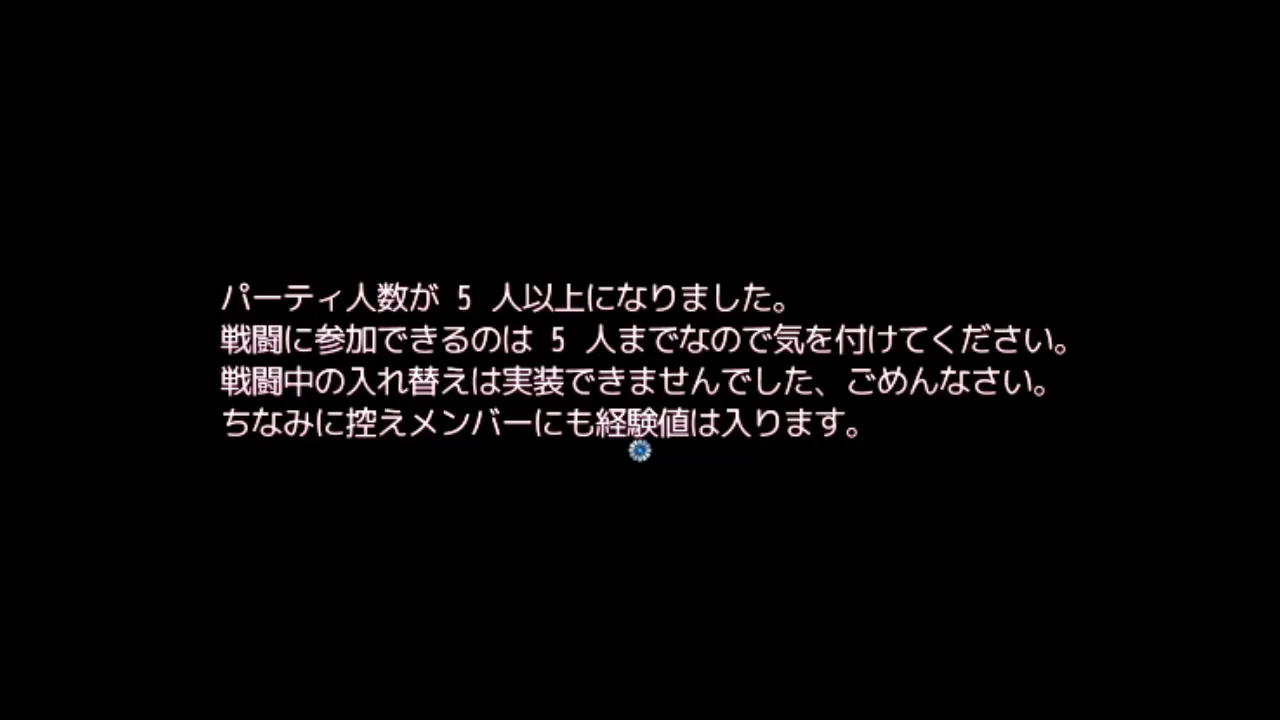 パーティ人数が 5 人以上になりました。
戦闘に参加できるのは 5 人までなので気を付けてください。
戦闘中の入れ替えは実装できませんでした、ごめんなさい。
ちなみに控えメンバーにも経験値は入ります。